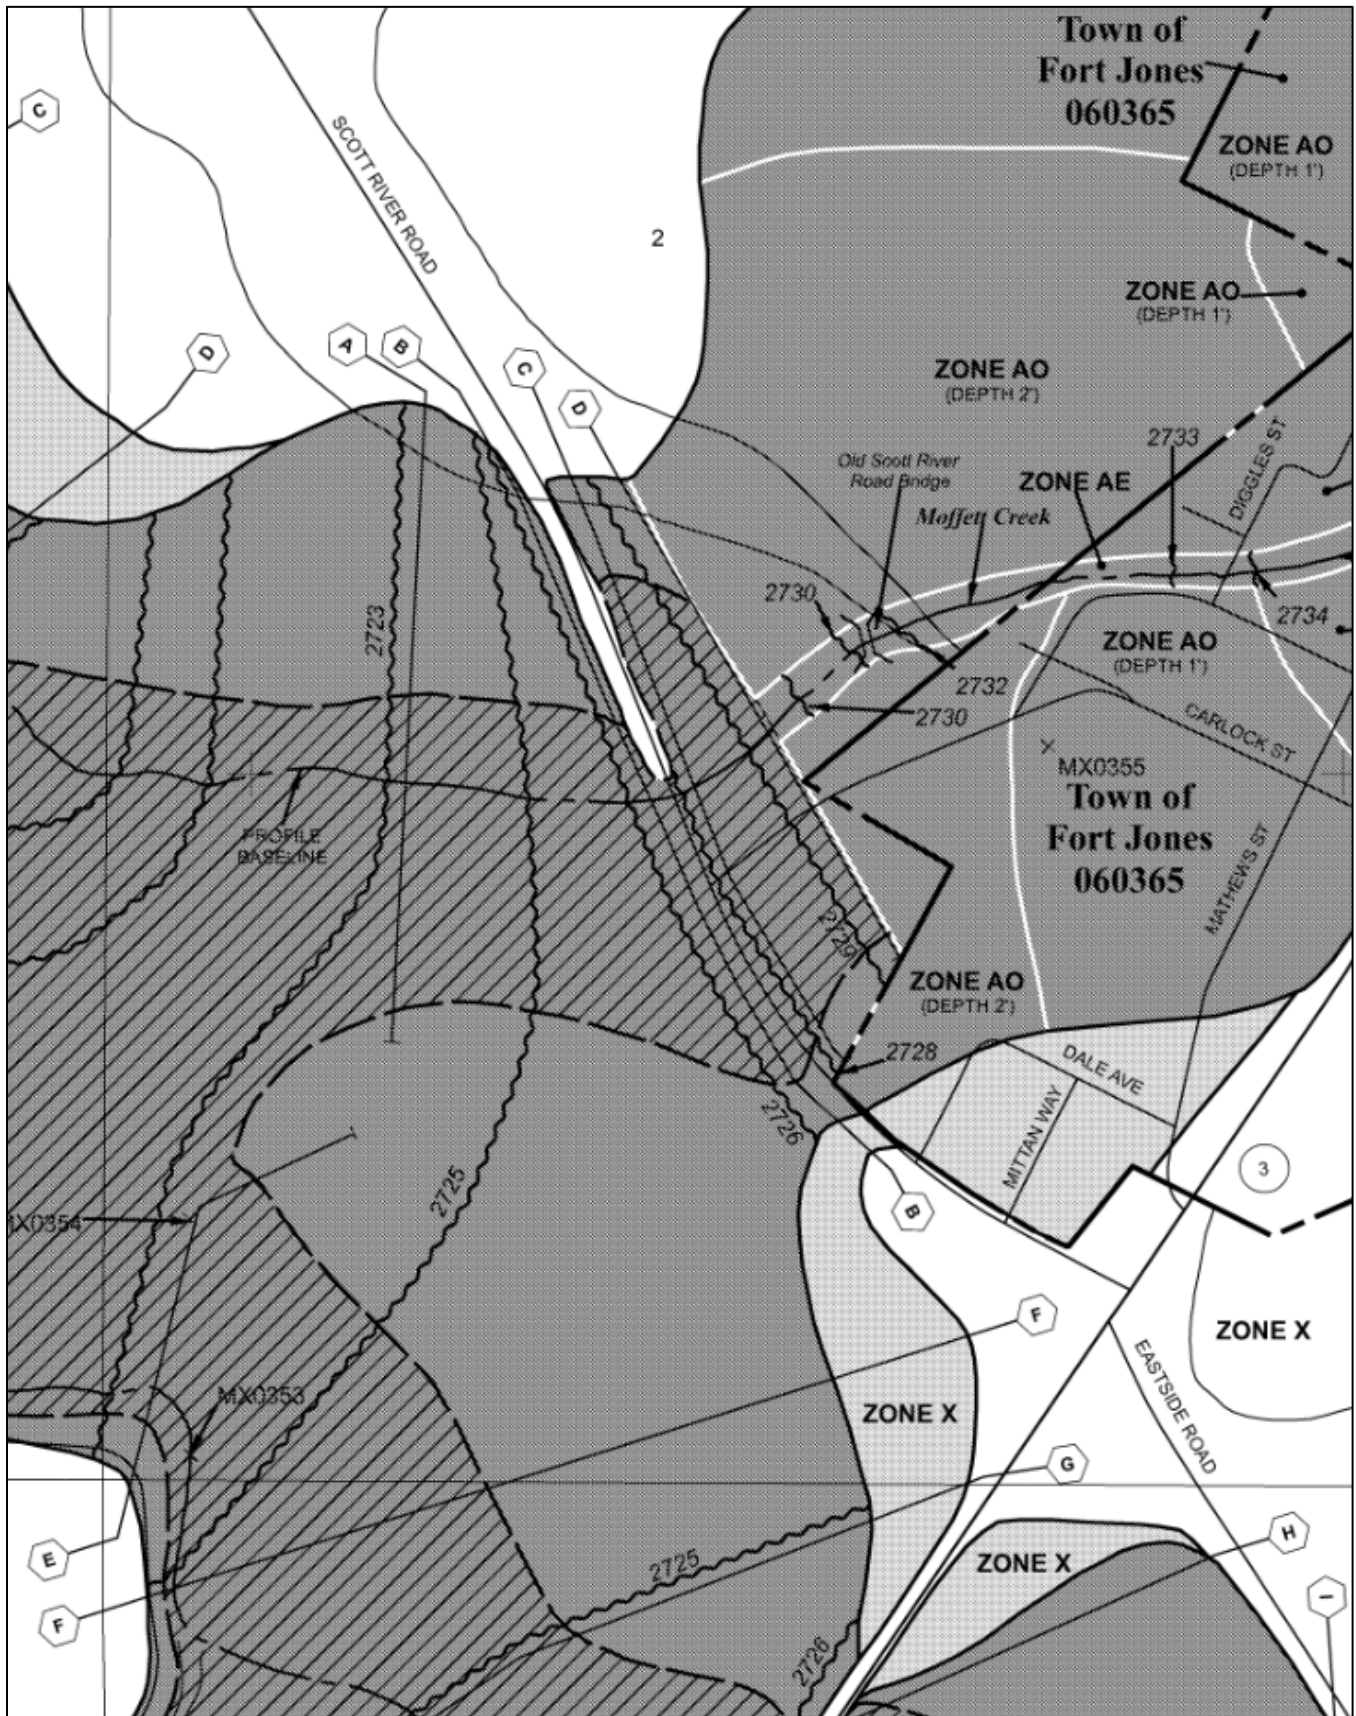 Town of
Fort Jones
060365
C
ZONE AO
(DEPTH 1')
SCOTT RIVER ROAD
2
ZONE AO
(DEPTH 1')
D
A
B
C
D
ZONE AO
(DEPTH 2')
2733
DIGGLES ST
Old Scott River
Road Bridge
ZONE AE
Moffett Creek
2730
2734
2723
ZONE AO
(DEPTH 1')
2732
2730
CARLOCK ST
MX0355
Town of
Fort Jones
060365
PROFILE
BASELINE
MATHEWS ST
2729
ZONE AO
(DEPTH 2')
2728
DALE AVE
MITTAN WAY
2726
3
2725
MX0354
B
F
ZONE X
EASTSIDE ROAD
MX0353
ZONE X
G
H
E
2725
ZONE X
I
F
2726